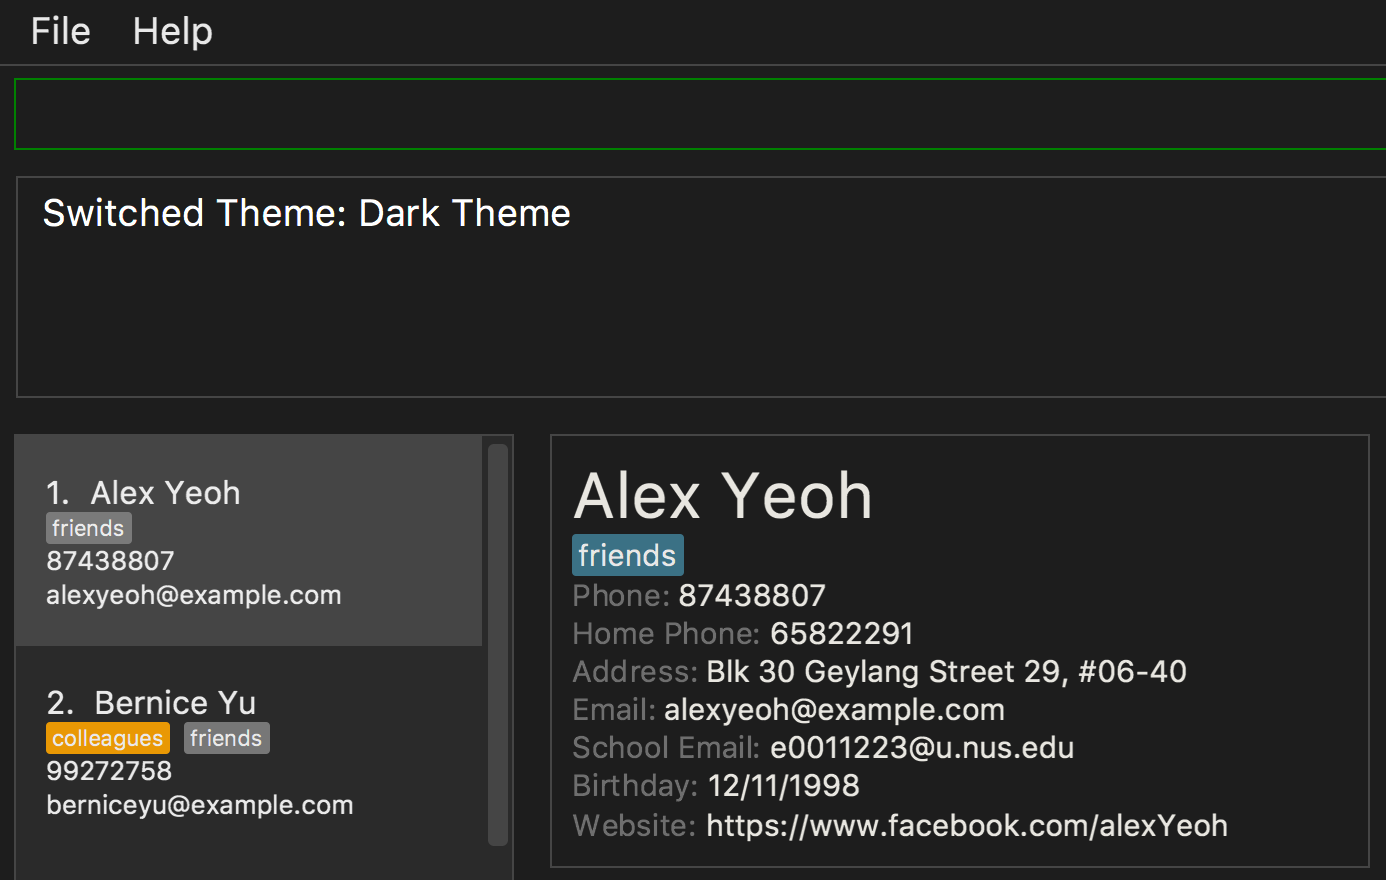 File Help
Switched Theme: Dark Theme
1. Alex Yeoh
friends
87438807
alexyeoh@example.com
2. Bernice Yu
colleagues friends
99272758
berniceyu@example.com
Alex Yeoh
friends
Phone: 87438807
Home Phone: 65822291
Address: Blk 30 Geylang Street 29, #06-40
Email: alexyeoh@example.com
School Email: e0011223@u.nus.edu
Birthday: 12/11/1998
Website: https://www.facebook.com/alexYeoh